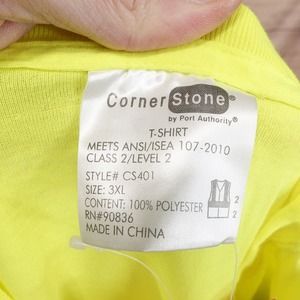 CornerStone®
by Port Authority®
T-SHIRT
MEETS ANSI/ISEA 107-2010
CLASS 2/LEVEL 2
STYLE# CS401
SIZE: 3XL
CONTENT: 100% POLYESTER
RN#90836
MADE IN CHINA
2
2